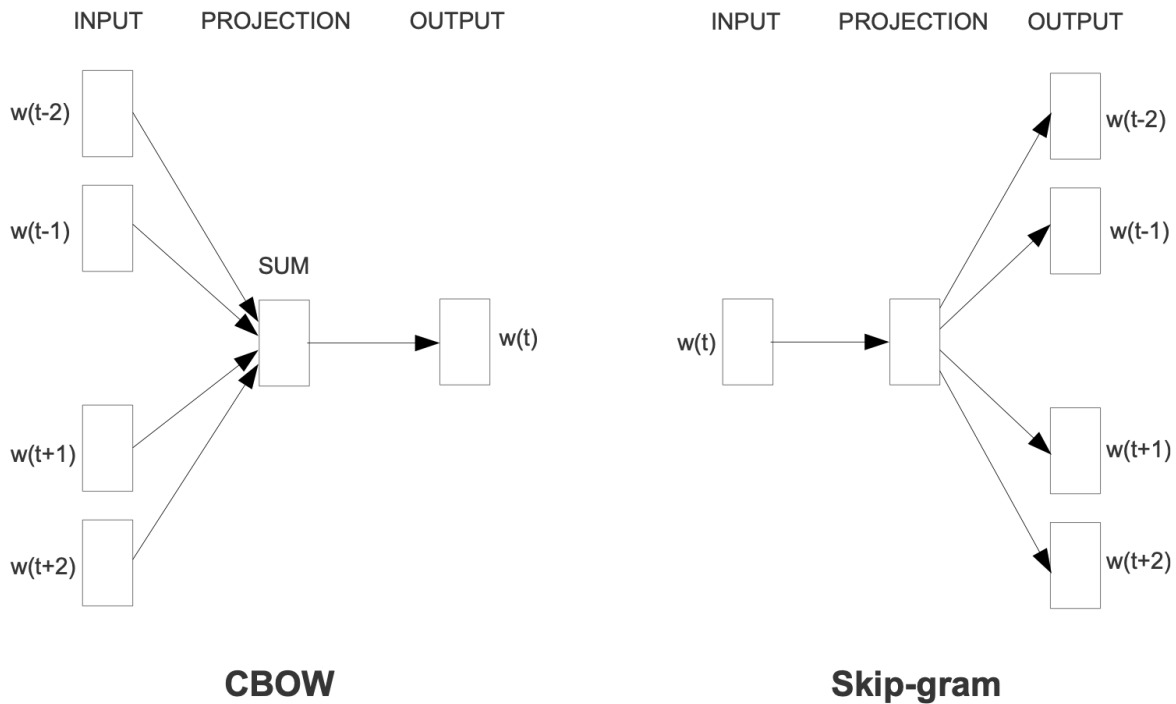 INPUT PROJECTION OUTPUT
w(t-2)
w(t-1)
SUM
w(t)
w(t+1)
w(t+2)
CBOW
INPUT PROJECTION OUTPUT
w(t-2)
w(t-1)
w(t)
w(t+1)
w(t+2)
Skip-gram